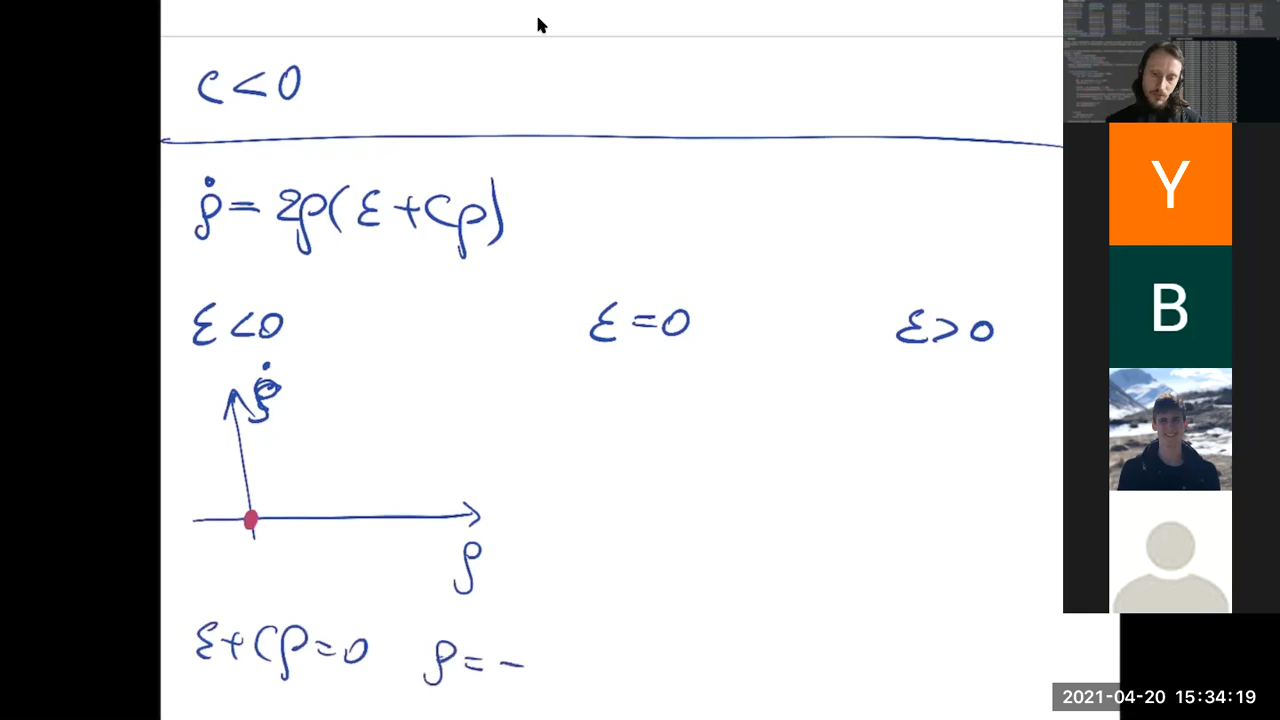 c<0
ρ̇ = 2ρ(ε+Cρ)
ε<0 ε=0 ε>0
ρ̇
ρ
ε+Cρ=0 ρ=-
Y
B
2021-04-20 15:34:19